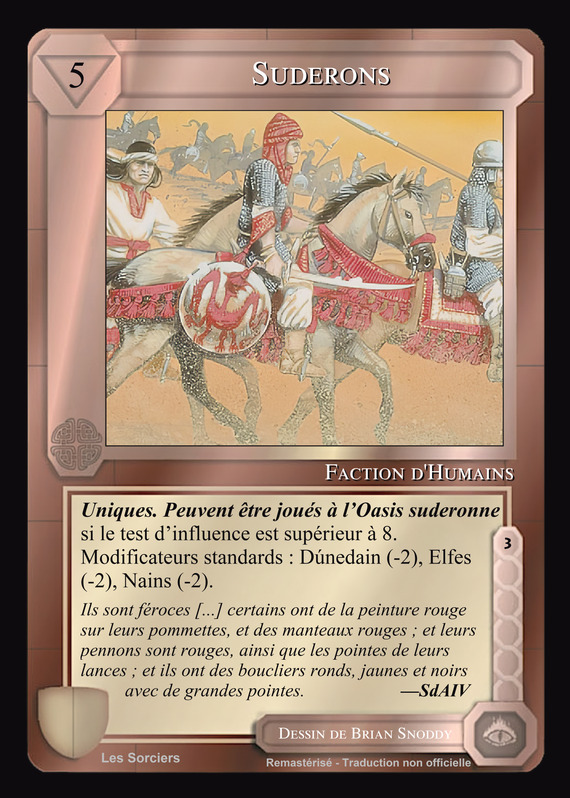 5
Suderons
Faction d'Humains
Uniques. Peuvent être joués à l’Oasis suderonne
si le test d’influence est supérieur à 8.
Modificateurs standards : Dúnedain (-2), Elfes
(-2), Nains (-2).
3
Ils sont féroces [...] certains ont de la peinture rouge
sur leurs pommettes, et des manteaux rouges ; et leurs
pennons sont rouges, ainsi que les pointes de leurs
lances ; et ils ont des boucliers ronds, jaunes et noirs
avec de grandes pointes. —SdAIV
Dessin de Brian Snoddy
Les Sorciers
Remastérisé - Traduction non officielle